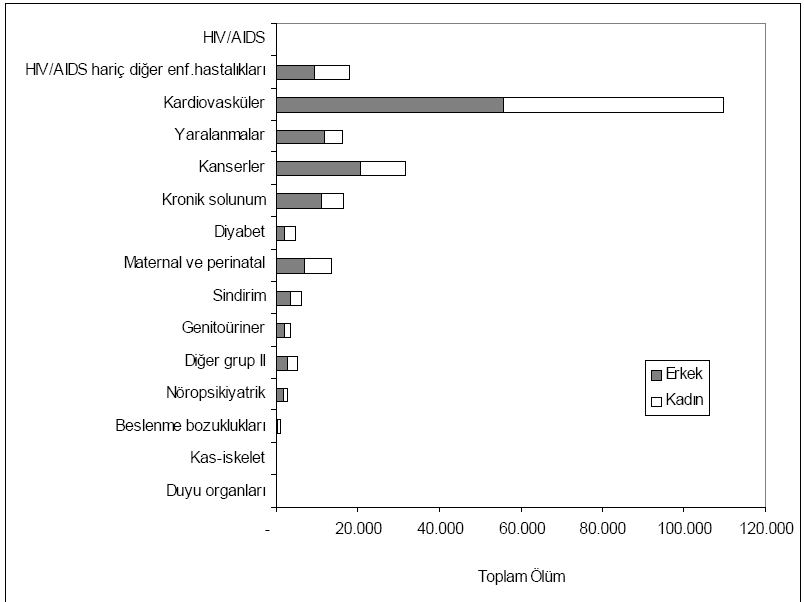 HIV/AIDS
HIV/AIDS hariç diğer enf.hastalıkları
Kardiovasküler
Yaralanmalar
Kanserler
Kronik solunum
Diyabet
Maternal ve perinatal
Sindirim
Genitoüriner
Diğer grup II
Nöropsikiyatrik
Beslenme bozuklukları
Kas-iskelet
Duyu organları
Erkek
Kadın
- 20.000 40.000 60.000 80.000 100.000 120.000
Toplam Ölüm